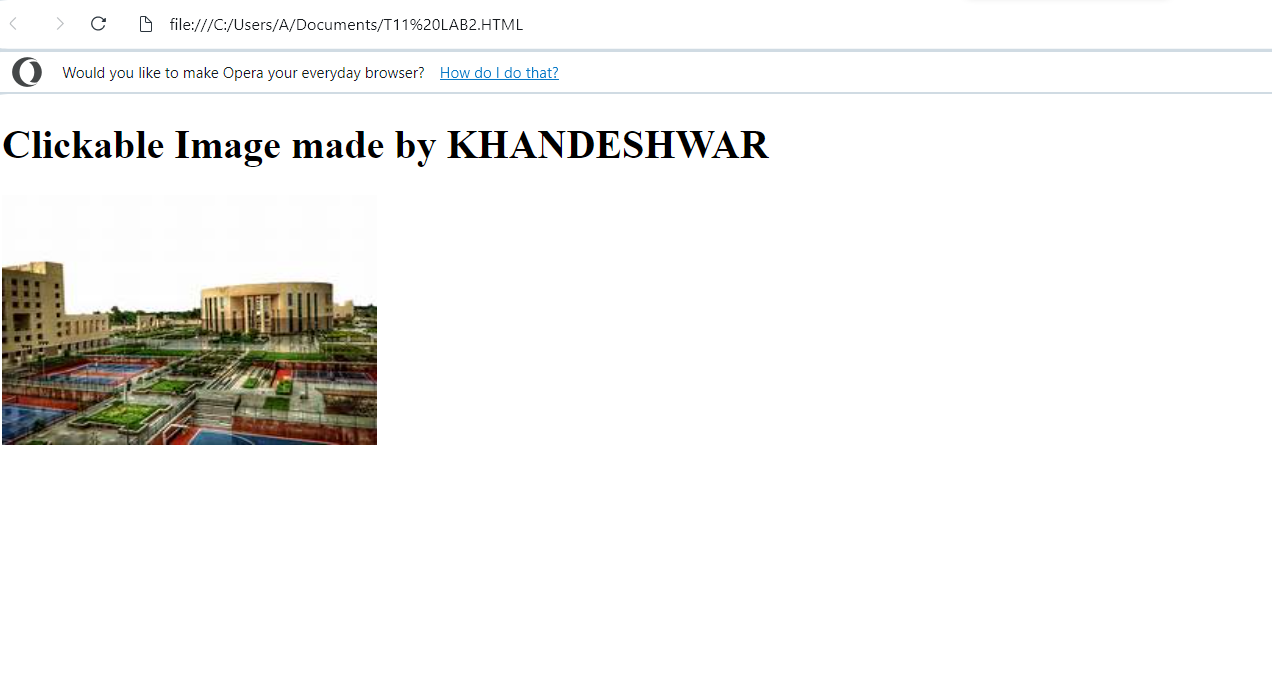 file:///C:/Users/A/Documents/T11%20LAB2.HTML
Would you like to make Opera your everyday browser? How do I do that?
Clickable Image made by KHANDESHWAR